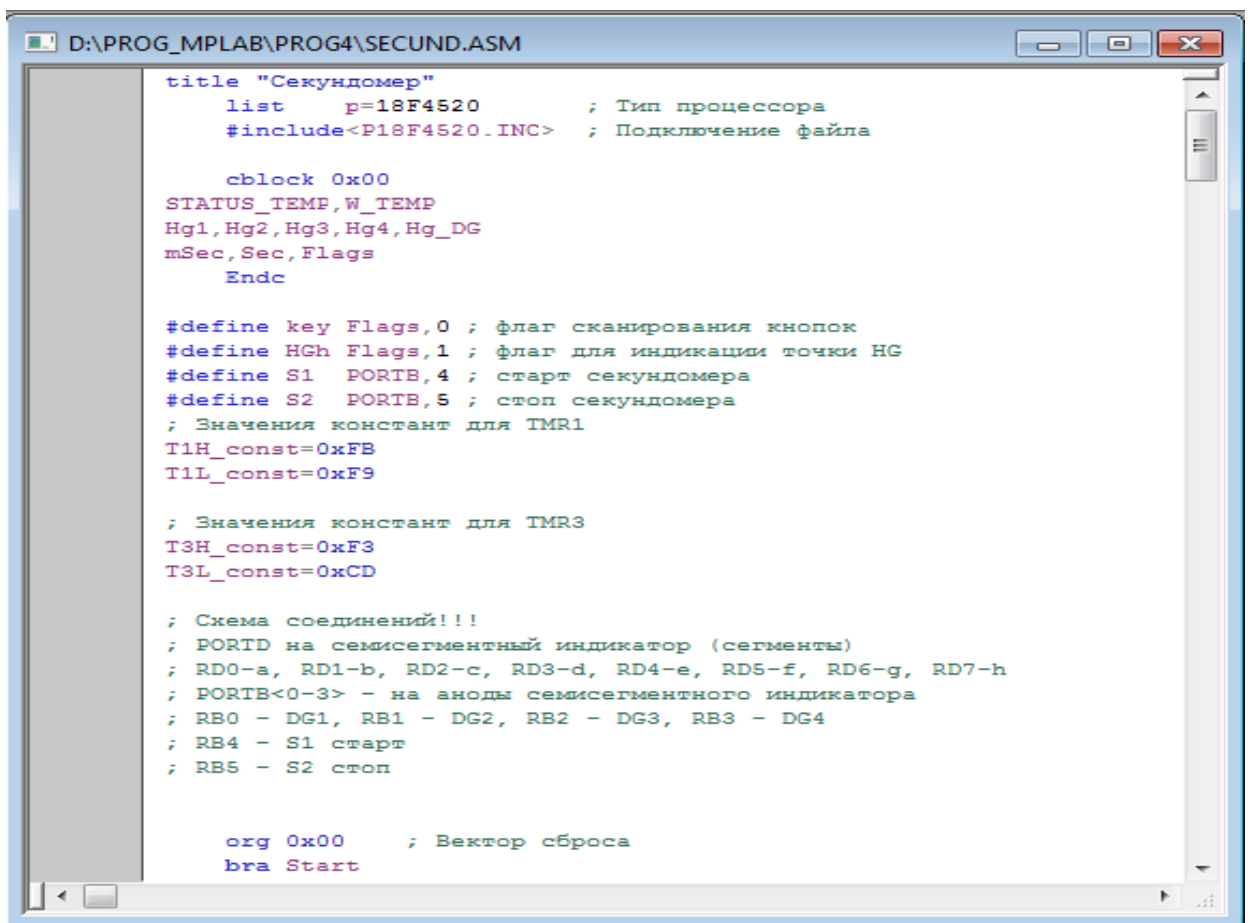 D:\PROG_MPLAB\PROG4\SECUND.ASM
title "Секундомер"
list p=18F4520 ; Тип процессора
#include<P18F4520.INC> ; Подключение файла
cblock 0x00
STATUS_TEMP,W_TEMP
Hg1,Hg2,Hg3,Hg4,Hg_DG
mSec,Sec,Flags
Endc
#define key Flags,0 ; флаг сканирования кнопок
#define HGh Flags,1 ; флаг для индикации точки HG
#define S1 PORTB,4 ; старт секундомера
#define S2 PORTB,5 ; стоп секундомера
; Значения констант для TMR1
T1H_const=0xFB
T1L_const=0xF9
; Значения констант для TMR3
T3H_const=0xF3
T3L_const=0xCD
; Схема соединений!!!
; PORTD на семисегментный индикатор (сегменты)
; RD0-a, RD1-b, RD2-c, RD3-d, RD4-e, RD5-f, RD6-g, RD7-h
; PORTB<0-3> - на аноды семисегментного индикатора
; RB0 - DG1, RB1 - DG2, RB2 - DG3, RB3 - DG4
; RB4 - S1 старт
; RB5 - S2 стоп
org 0x00 ; Вектор сброса
bra Start